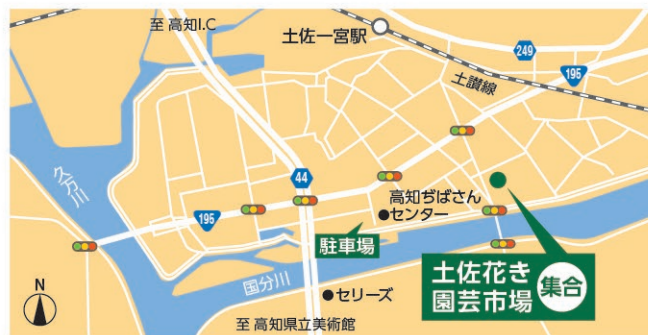 至 高知I.C
土佐一宮駅
249
195
土讃線
久万川
44
195
高知ぢばさん
センター
駐車場
国分川
土佐花き
園芸市場
集合
セリーズ
N
至 高知県立美術館